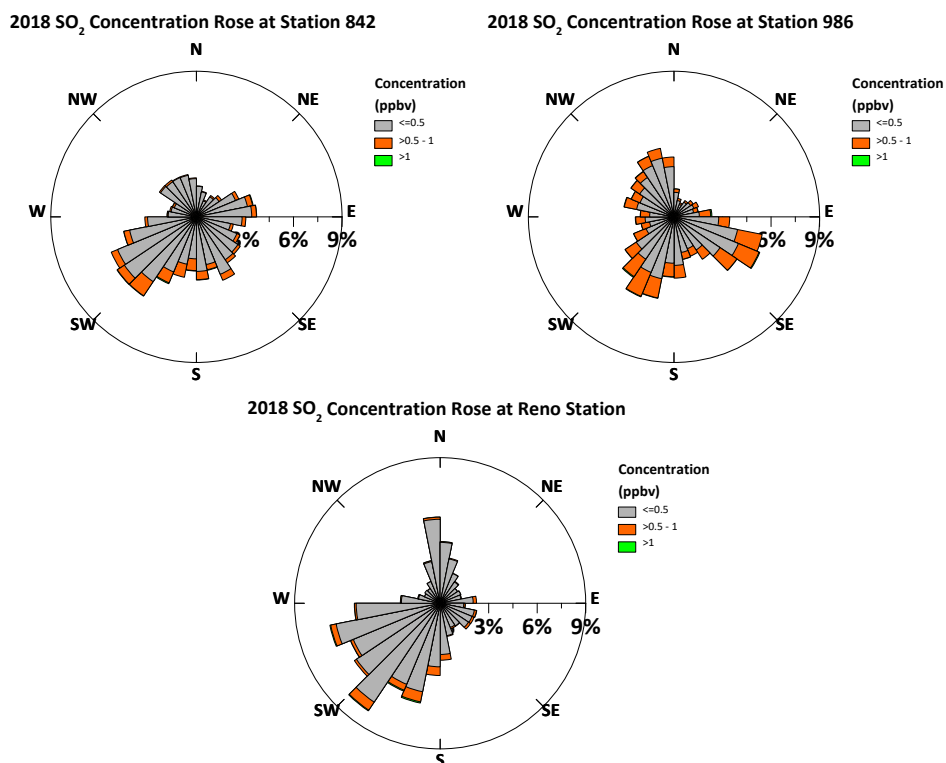 2018 SO2 Concentration Rose at Station 842
N
NW
NE
W
E
SW
SE
S
3%
6%
9%
Concentration
(ppbv)
<=0.5
>0.5 - 1
>1
2018 SO2 Concentration Rose at Station 986
N
NW
NE
W
E
SW
SE
S
6%
9%
Concentration
(ppbv)
<=0.5
>0.5 - 1
>1
2018 SO2 Concentration Rose at Reno Station
N
NW
NE
W
E
SW
SE
S
3%
6%
9%
Concentration
(ppbv)
<=0.5
>0.5 - 1
>1